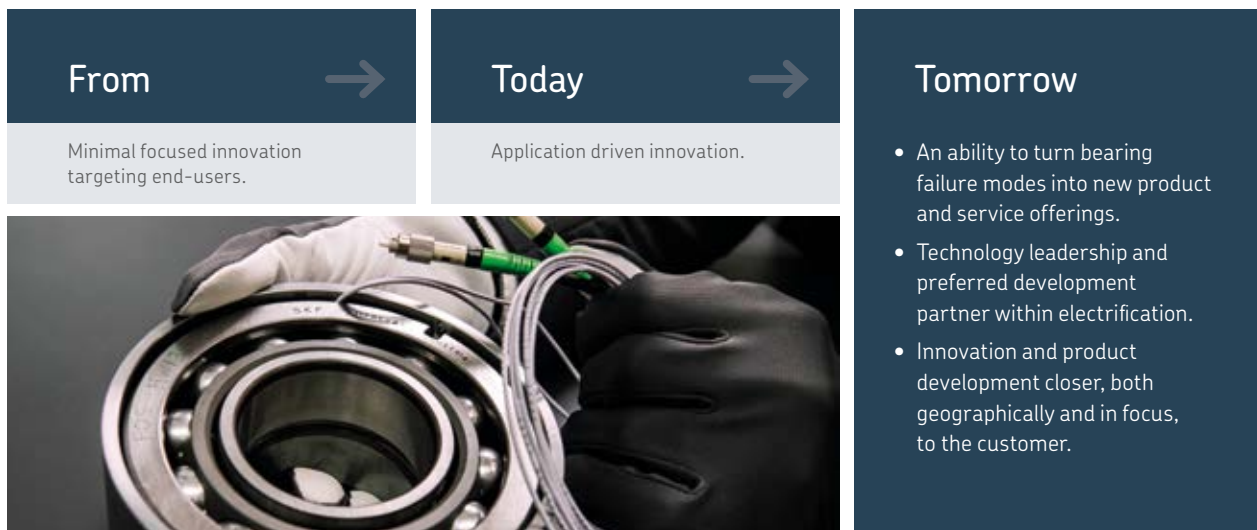 From
Minimal focused innovation
targeting end-users.
Today
Application driven innovation.
Tomorrow
• An ability to turn bearing
failure modes into new product
and service offerings.
• Technology leadership and
preferred development
partner within electrification.
• Innovation and product
development closer, both
geographically and in focus,
to the customer.
SKF